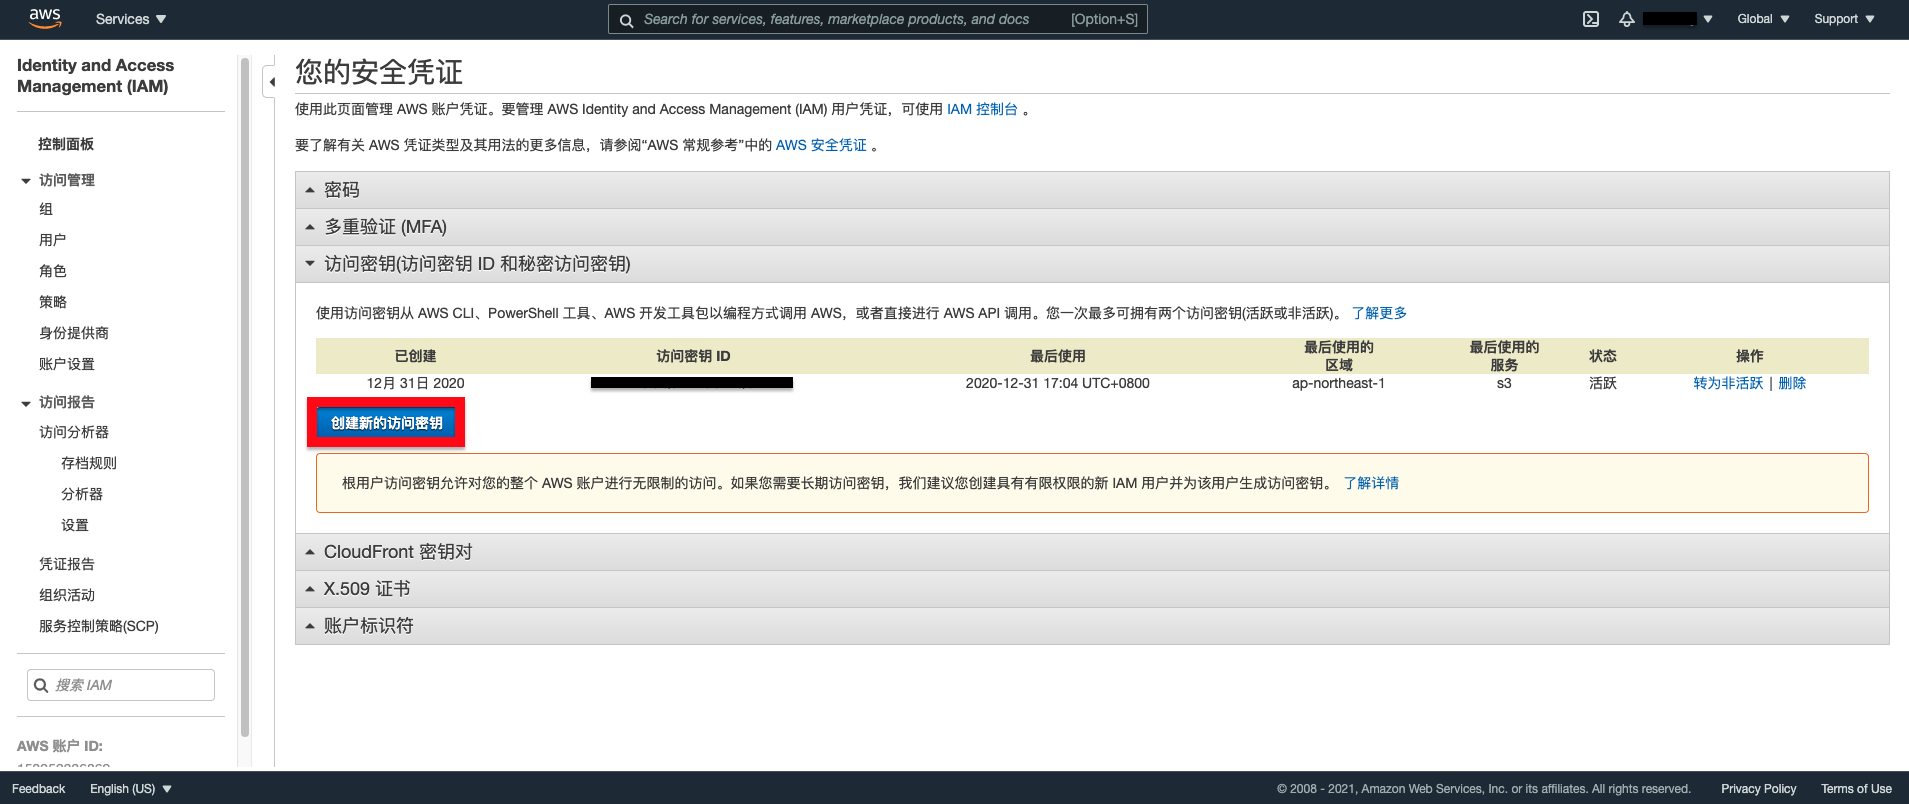 aws
Services
Search for services, features, marketplace products, and docs [Option+S]
Global
Support
Identity and Access
Management (IAM)
控制面板
访问管理
组
用户
角色
策略
身份提供商
账户设置
访问报告
访问分析器
存档规则
分析器
设置
凭证报告
组织活动
服务控制策略(SCP)
搜索 IAM
AWS 账户 ID:
您的安全凭证
使用此页面管理 AWS 账户凭证。要管理 AWS Identity and Access Management (IAM) 用户凭证，可使用 IAM 控制台 。
要了解有关 AWS 凭证类型及其用法的更多信息，请参阅“AWS 常规参考”中的 AWS 安全凭证 。
密码
多重验证 (MFA)
访问密钥(访问密钥 ID 和秘密访问密钥)
使用访问密钥从 AWS CLI、PowerShell 工具、AWS 开发工具包以编程方式调用 AWS，或者直接进行 AWS API 调用。您一次最多可拥有两个访问密钥(活跃或非活跃)。 了解更多
已创建 访问密钥 ID 最后使用 最后使用的区域 最后使用的服务 状态 操作
12月 31日 2020 2020-12-31 17:04 UTC+0800 ap-northeast-1 s3 活跃 转为非活跃 | 删除
创建新的访问密钥
根用户访问密钥允许对您的整个 AWS 账户进行无限制的访问。如果您需要长期访问密钥，我们建议您创建具有有限权限的新 IAM 用户并为该用户生成访问密钥。 了解详情
CloudFront 密钥对
X.509 证书
账户标识符
Feedback
English (US)
© 2008 - 2021, Amazon Web Services, Inc. or its affiliates. All rights reserved.
Privacy Policy
Terms of Use